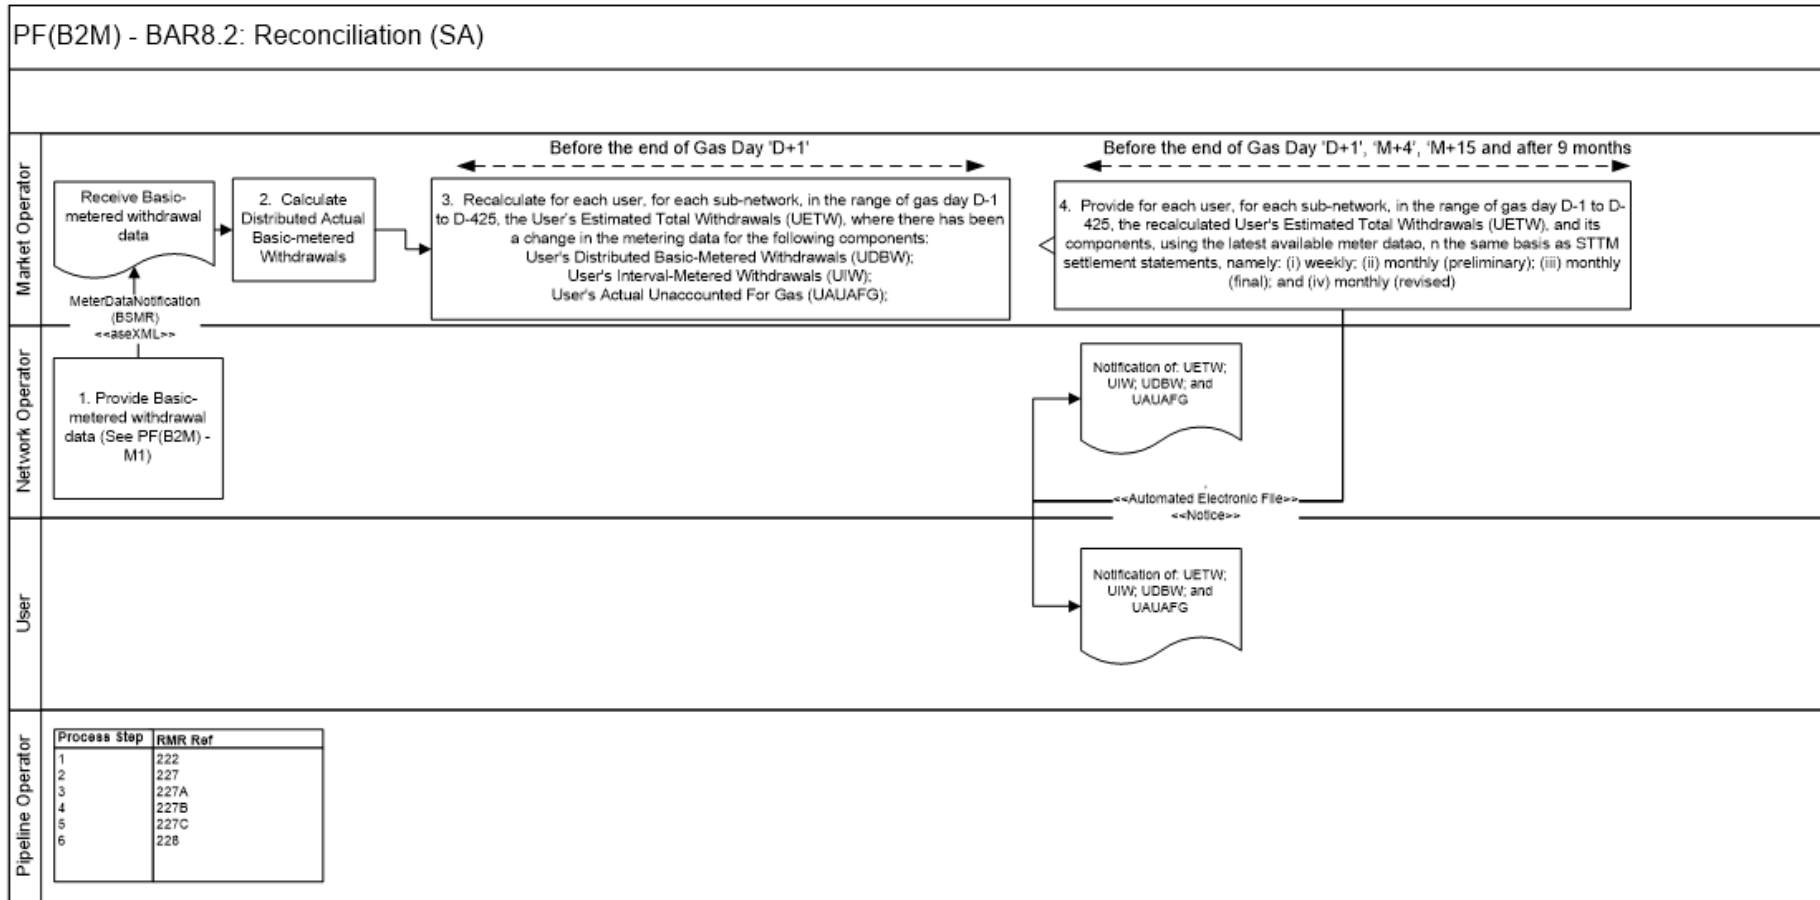 PF(B2M) - BAR8.2: Reconciliation (SA)
Market Operator
Before the end of Gas Day 'D+1'
Before the end of Gas Day 'D+1', 'M+4', 'M+15 and after 9 months
Receive Basic-
metered withdrawal
data
2. Calculate
Distributed Actual
Basic-metered
Withdrawals
3. Recalculate for each user, for each sub-network, in the range of gas day D-1
to D-425, the User's Estimated Total Withdrawals (UETW), where there has been
a change in the metering data for the following components:
User's Distributed Basic-Metered Withdrawals (UDBW);
User's Interval-Metered Withdrawals (UIW);
User's Actual Unaccounted For Gas (UAUAFG);
4. Provide for each user, for each sub-network, in the range of gas day D-1 to D-
425, the recalculated User's Estimated Total Withdrawals (UETW), and its
components, using the latest available meter datao, n the same basis as STTM
settlement statements, namely: (i) weekly; (ii) monthly (preliminary); (iii) monthly
(final); and (iv) monthly (revised)
MeterDataNotification
(BSMR)
<<aseXML>>
Network Operator
1. Provide Basic-
metered withdrawal
data (See PF(B2M) -
M1)
Notification of: UETW;
UIW; UDBW; and
UAUAFG
<<Automated Electronic File>>
<<Notice>>
User
Notification of: UETW;
UIW; UDBW; and
UAUAFG
Pipeline Operator
Process Step RMR Ref
1 222
2 227
3 227A
4 227B
5 227C
6 228